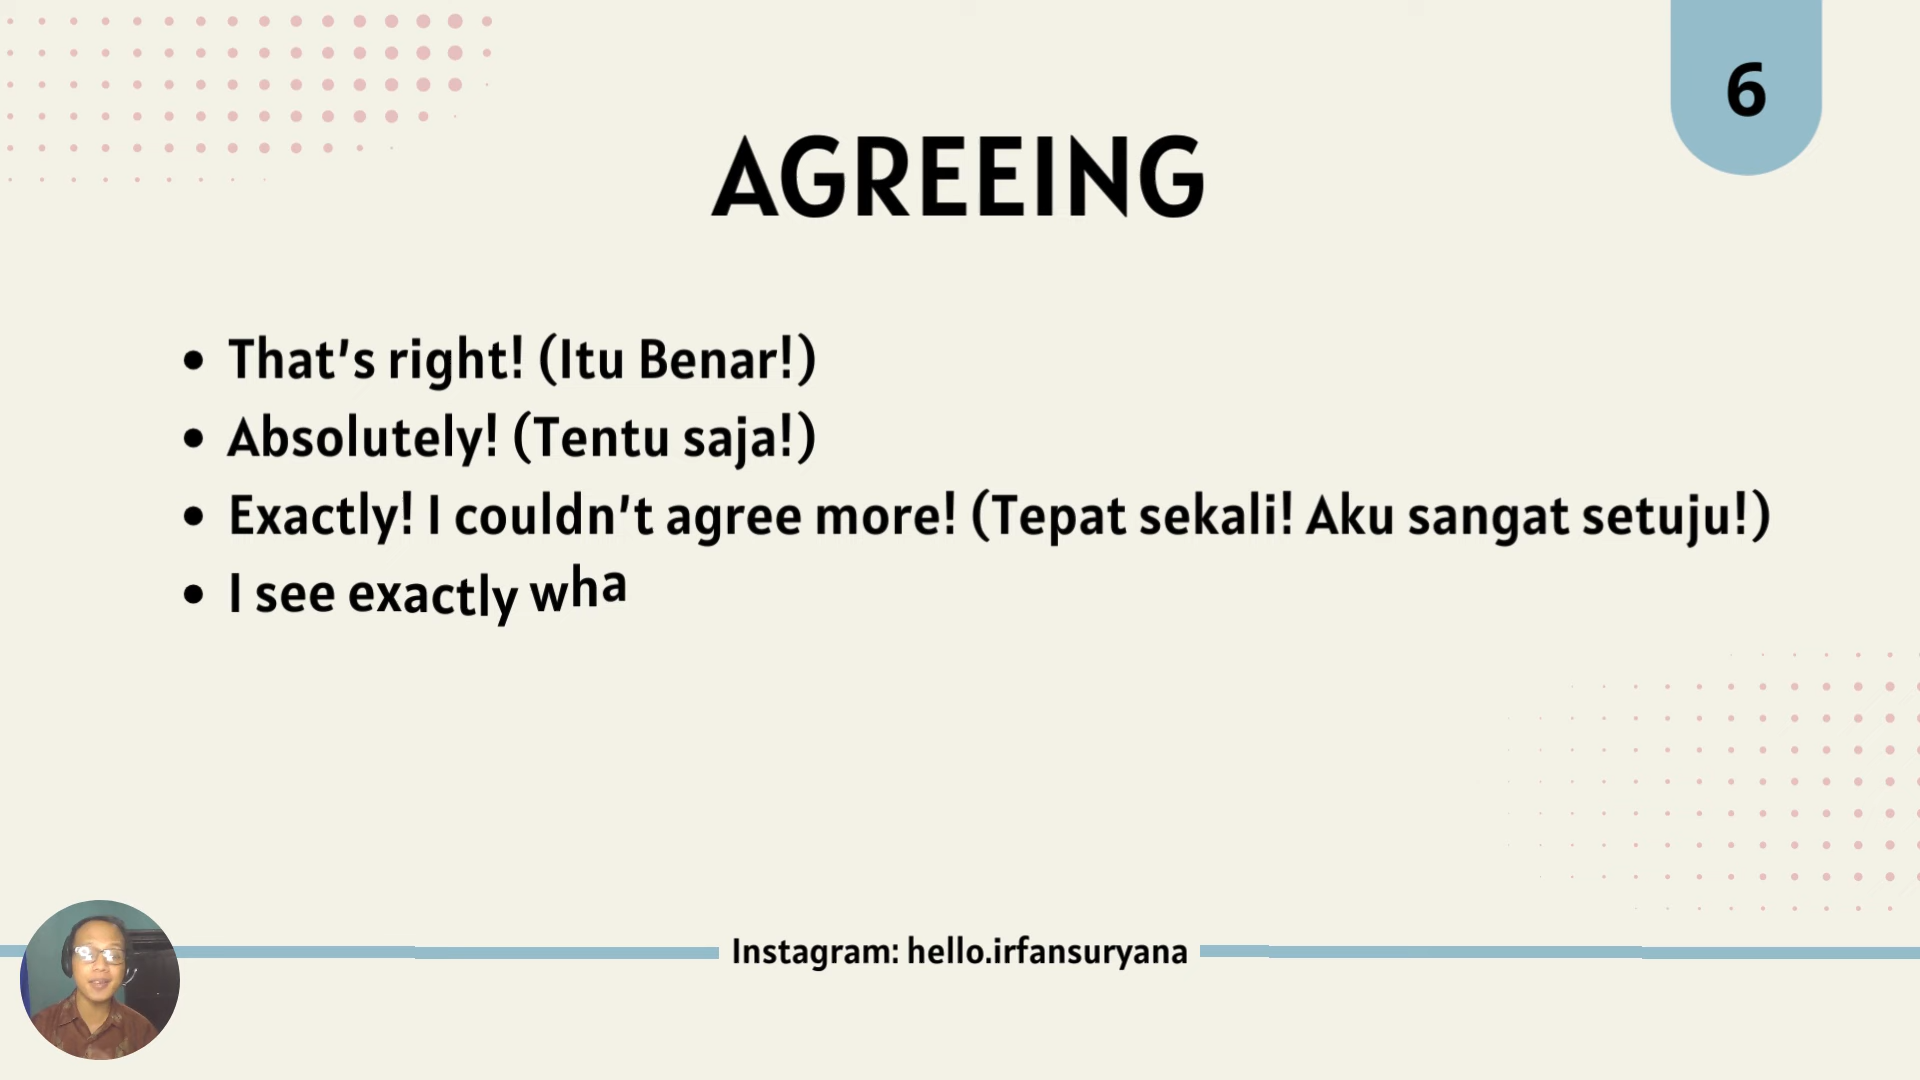 6
AGREEING
• That's right! (Itu Benar!)
• Absolutely! (Tentu saja!)
• Exactly! I couldn't agree more! (Tepat sekali! Aku sangat setuju!)
• I see exactly wha
Instagram: hello.irfansuryana